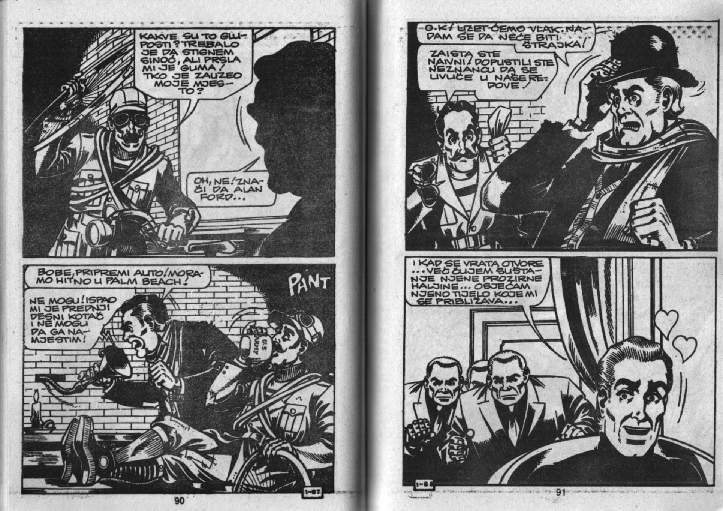 KAKVE SU TO GLU-
POSTI? TREBALO
JE DA STIGNEM
SINOĆ, ALI PRSLA
MI JE GUMA!
TKO JE ZAUZEO
MOJE MJES-
TO?
OH, NE! ZNA-
ČI DA ALAN
FORD...
BOBE, PRIPREMI AUTO! MORA-
MO HITNO U PALM BEACH!
NE MOGU! ISPAO
MI JE PREDNJI
DESNI KOTAČ
I NE MOGU
DA GA NA-
MJESTIM!
PANT
90
O.K! UZET ĆEMO VLAK. NA-
DAM SE DA NEĆE BITI
ŠTRAJKA!
ZAISTA STE
NAIVNI! DOPUSTILI STE
NEZNANCU DA SE
UVUČE U NAŠE RE-
DOVE!
I KAD SE VRATA OTVORE
...VEĆ ČUJEM ŠUŠTA-
NJE NJENE PROZIRNE
HALJINE... OSJEĆAM
NJENO TIJELO KOJE MI
SE PRIBLIŽAVA...
91